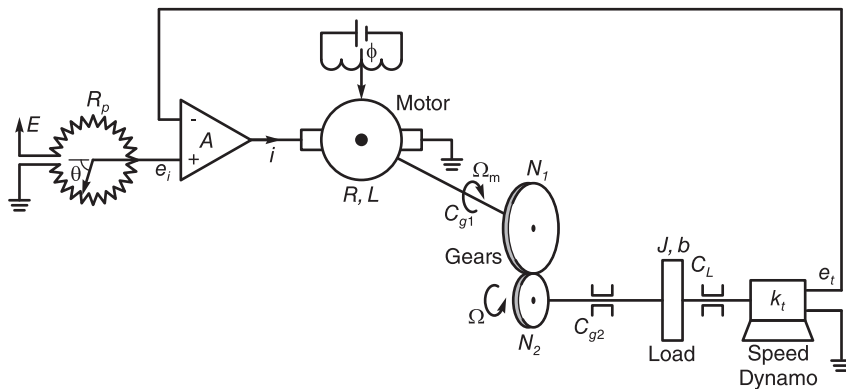 R_p
E
θ
e_i
-
A
+
i
ϕ
Motor
R, L
Ω_m
C_g1
N_1
Gears
Ω
N_2
C_g2
J, b
C_L
Load
k_t
e_t
Speed
Dynamo